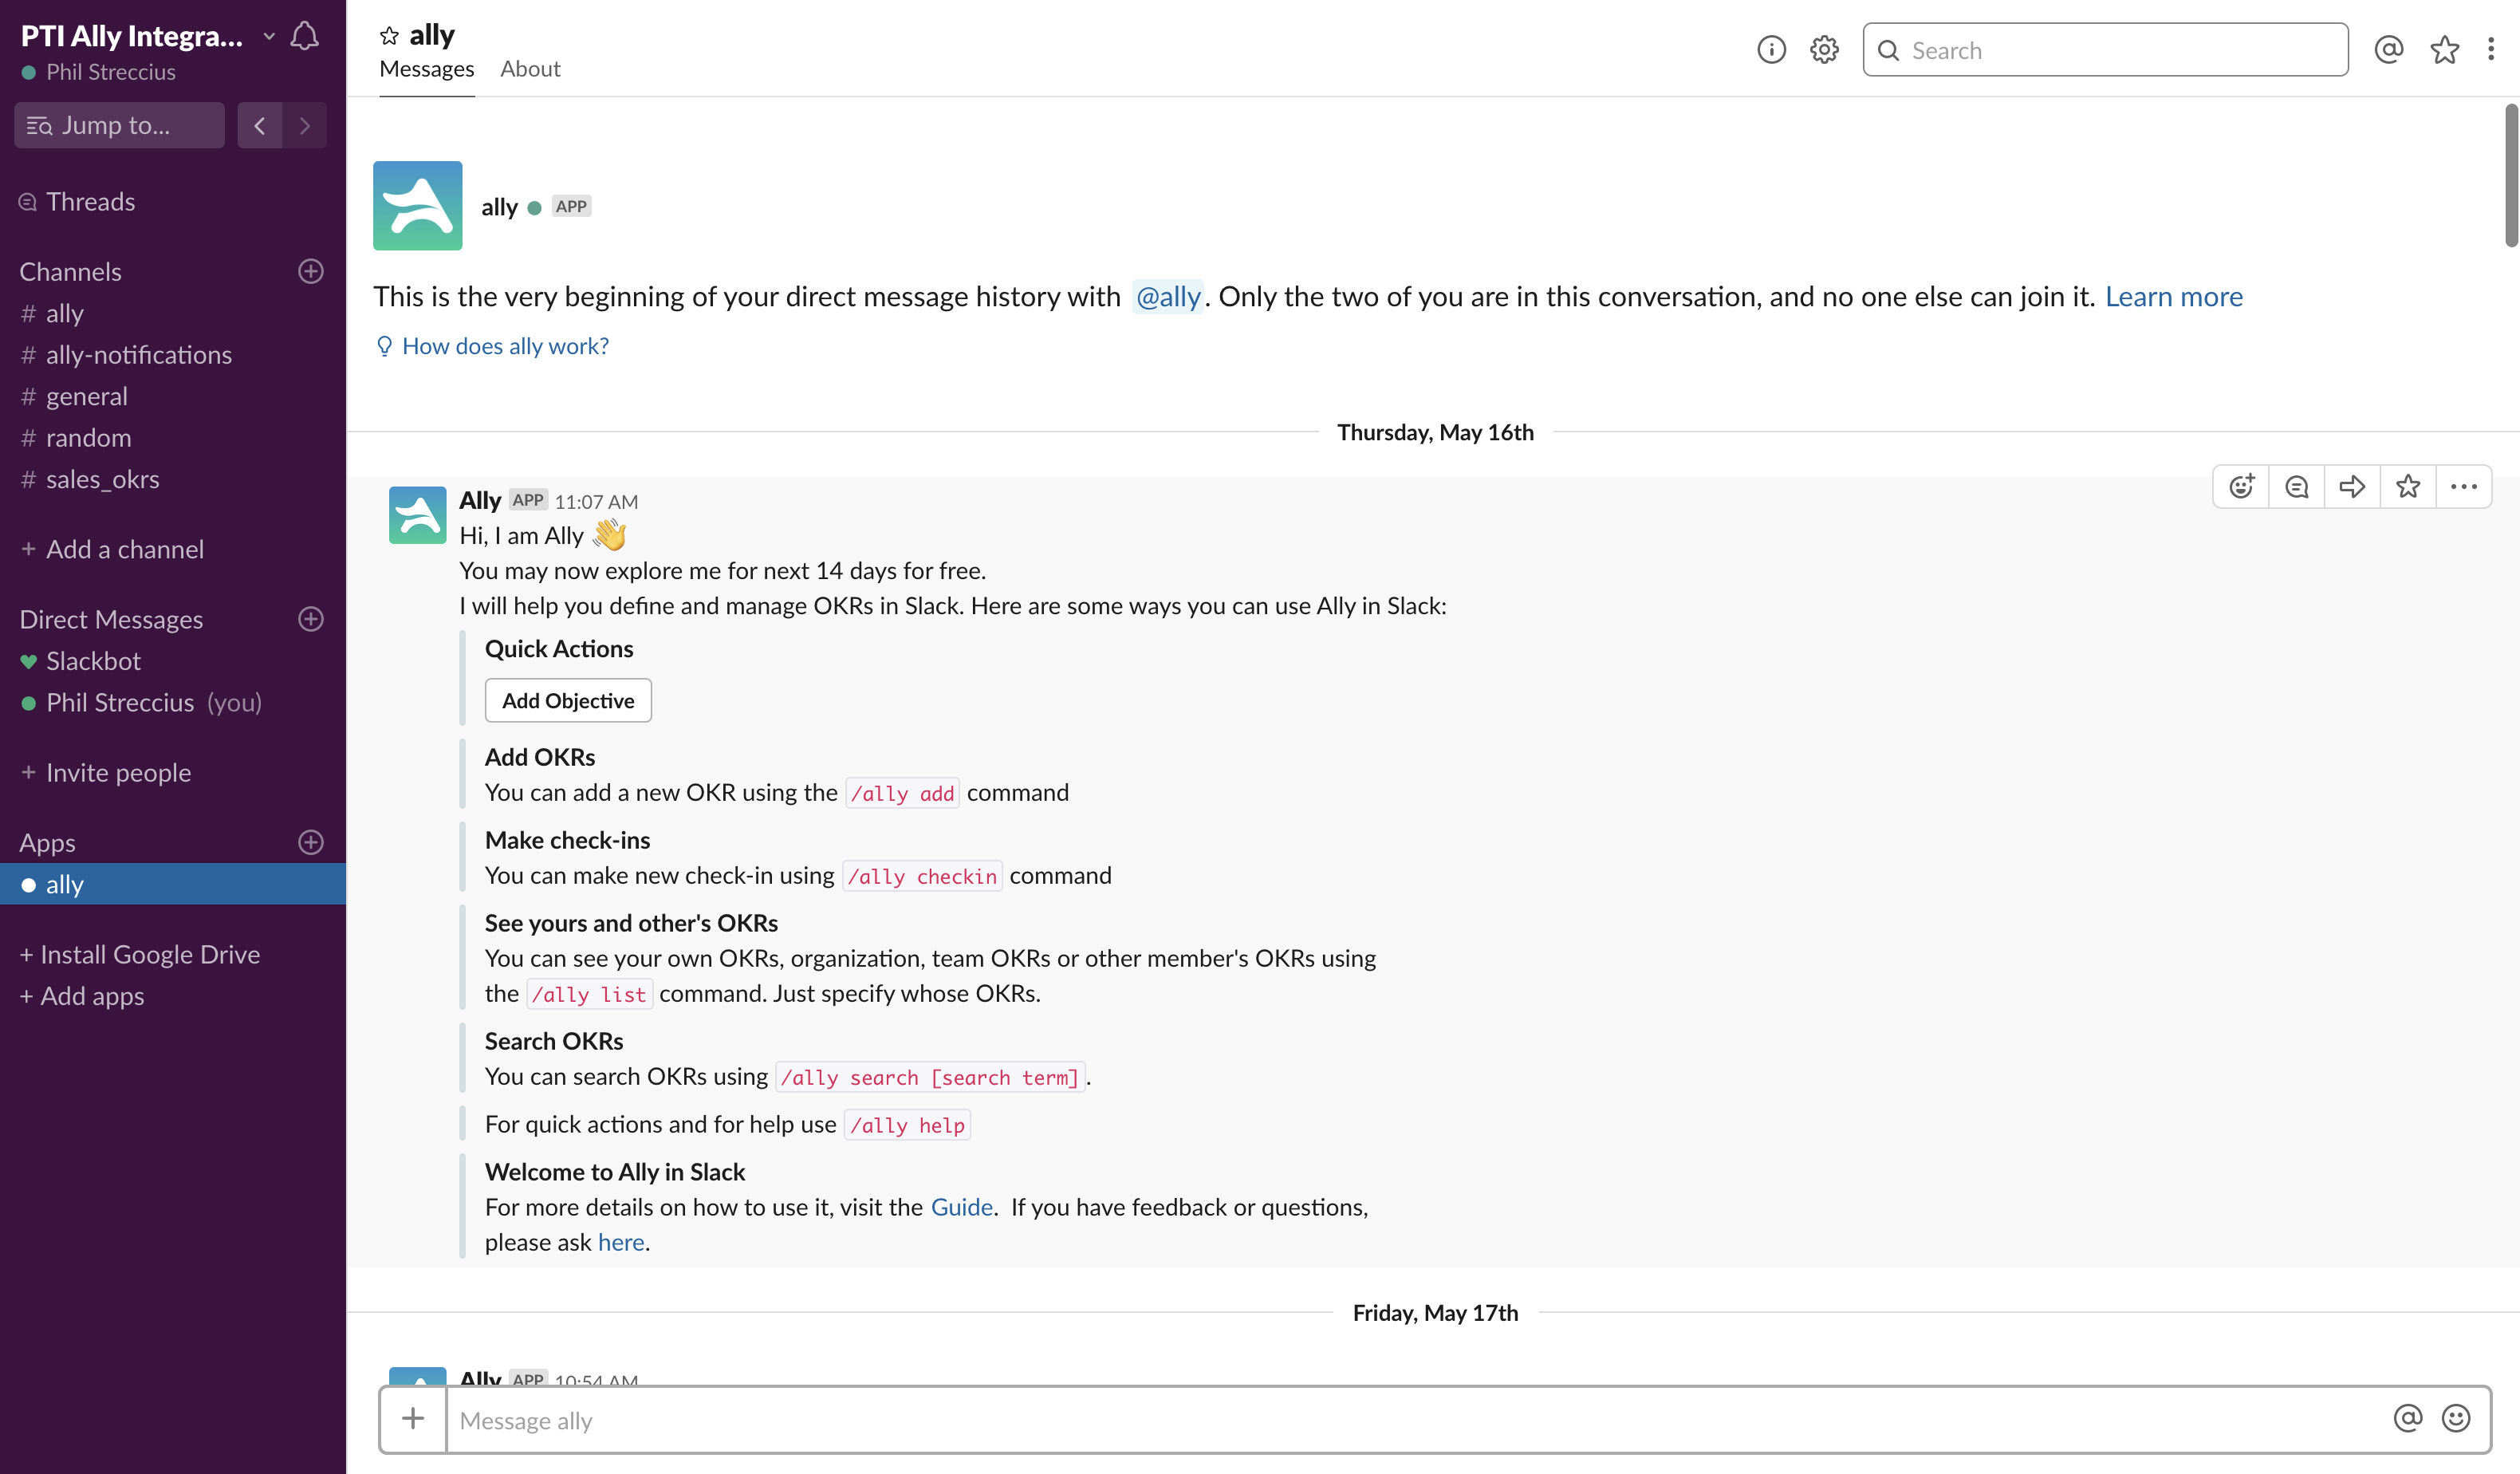 PTI Ally Integra...
Phil Streccius
Jump to...
Threads
Channels
# ally
# ally-notifications
# general
# random
# sales_okrs
+ Add a channel
Direct Messages
Slackbot
Phil Streccius (you)
+ Invite people
Apps
ally
+ Install Google Drive
+ Add apps
ally
Messages About
Search
ally APP
This is the very beginning of your direct message history with @ally. Only the two of you are in this conversation, and no one else can join it. Learn more
How does ally work?
Thursday, May 16th
Ally APP 11:07 AM
Hi, I am Ally 👋
You may now explore me for next 14 days for free.
I will help you define and manage OKRs in Slack. Here are some ways you can use Ally in Slack:
Quick Actions
Add Objective
Add OKRs
You can add a new OKR using the /ally add command
Make check-ins
You can make new check-in using /ally checkin command
See yours and other's OKRs
You can see your own OKRs, organization, team OKRs or other member's OKRs using
the /ally list command. Just specify whose OKRs.
Search OKRs
You can search OKRs using /ally search [search term].
For quick actions and for help use /ally help
Welcome to Ally in Slack
For more details on how to use it, visit the Guide. If you have feedback or questions,
please ask here.
Friday, May 17th
Ally APP 10:54 AM
Message ally